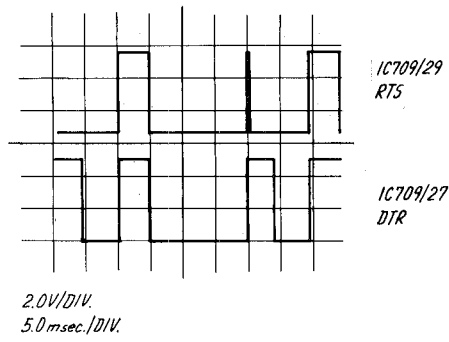 IC709/29
RTS
IC709/27
DTR
2.0V/DIV.
5.0msec./DIV.